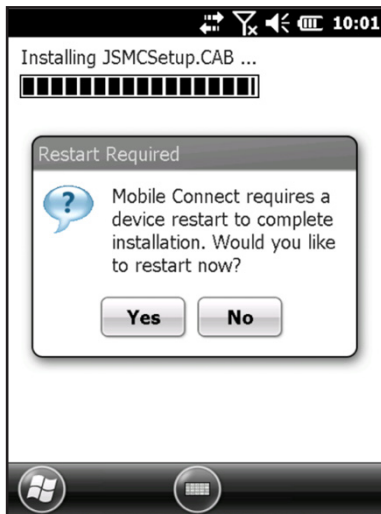 10:01
Installing JSMCSetup.CAB ...
Restart Required
Mobile Connect requires a
device restart to complete
installation. Would you like
to restart now?
Yes No